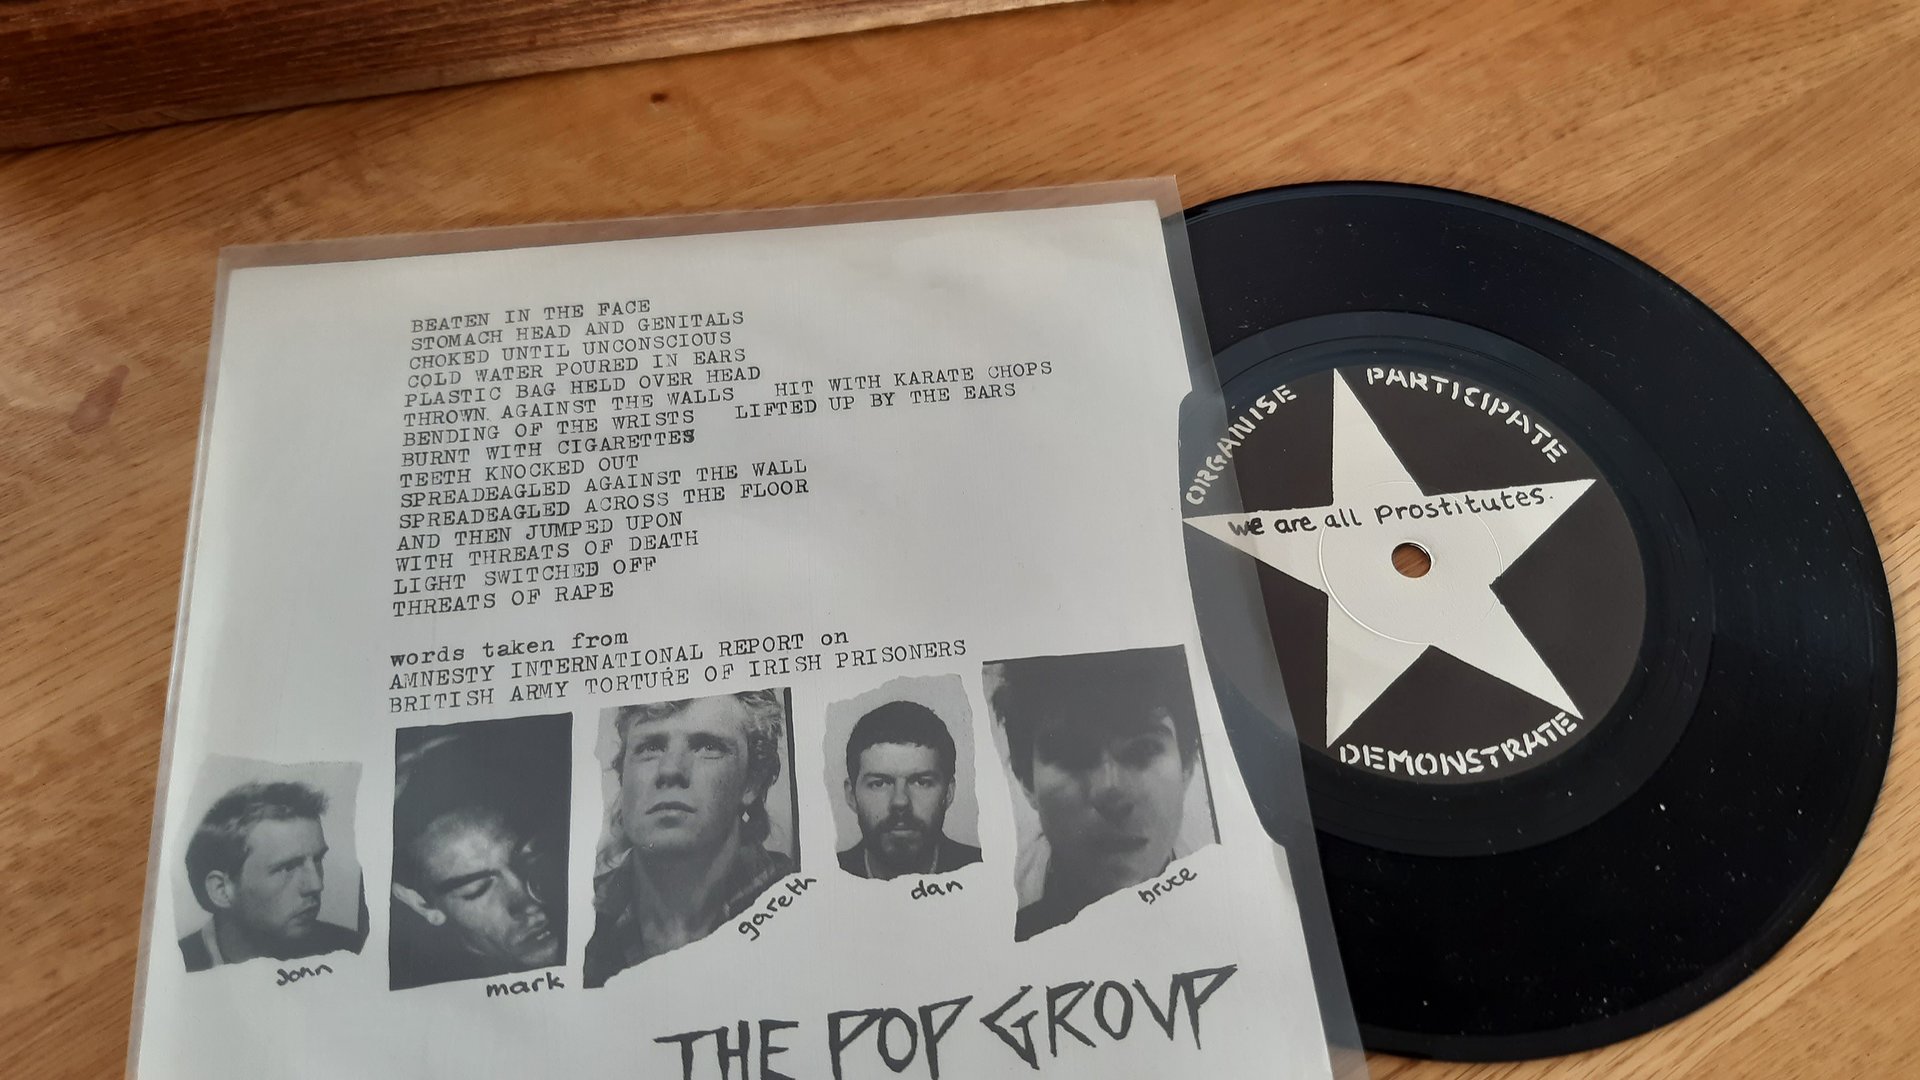 BEATEN IN THE FACE
STOMACH HEAD AND GENITALS
CHOKED UNTIL UNCONSCIOUS
COLD WATER POURED IN EARS
PLASTIC BAG HELD OVER HEAD
THROWN AGAINST THE WALLS HIT WITH KARATE CHOPS
BENDING OF THE WRISTS LIFTED UP BY THE EARS
BURNT WITH CIGARETTES
TEETH KNOCKED OUT
SPREADEAGLED AGAINST THE WALL
SPREADEAGLED ACROSS THE FLOOR
AND THEN JUMPED UPON
WITH THREATS OF DEATH
LIGHT SWITCHED OFF
THREATS OF RAPE
words taken from
AMNESTY INTERNATIONAL REPORT on
BRITISH ARMY TORTURE OF IRISH PRISONERS
John
mark
gareth
dan
bruce
THE POP GROUP
ORGANISE
PARTICIPATE
we are all prostitutes.
DEMONSTRATE